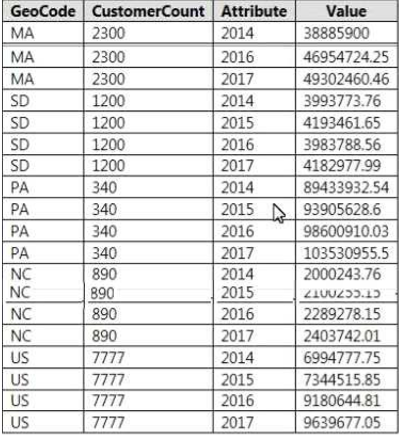 GeoCode CustomerCount Attribute Value
MA 2300 2014 38885900
MA 2300 2016 46954724.25
MA 2300 2017 49302460.46
SD 1200 2014 3993773.76
SD 1200 2015 4193461.65
SD 1200 2016 3983788.56
SD 1200 2017 4182977.99
PA 340 2014 89433932.54
PA 340 2015 93905628.6
PA 340 2016 98600910.03
PA 340 2017 103530955.5
NC 890 2014 2000243.76
NC 890 2015
NC 890 2016 2289278.15
NC 890 2017 2403742.01
US 7777 2014 6994777.75
US 7777 2015 7344515.85
US 7777 2016 9180644.81
US 7777 2017 9639677.05